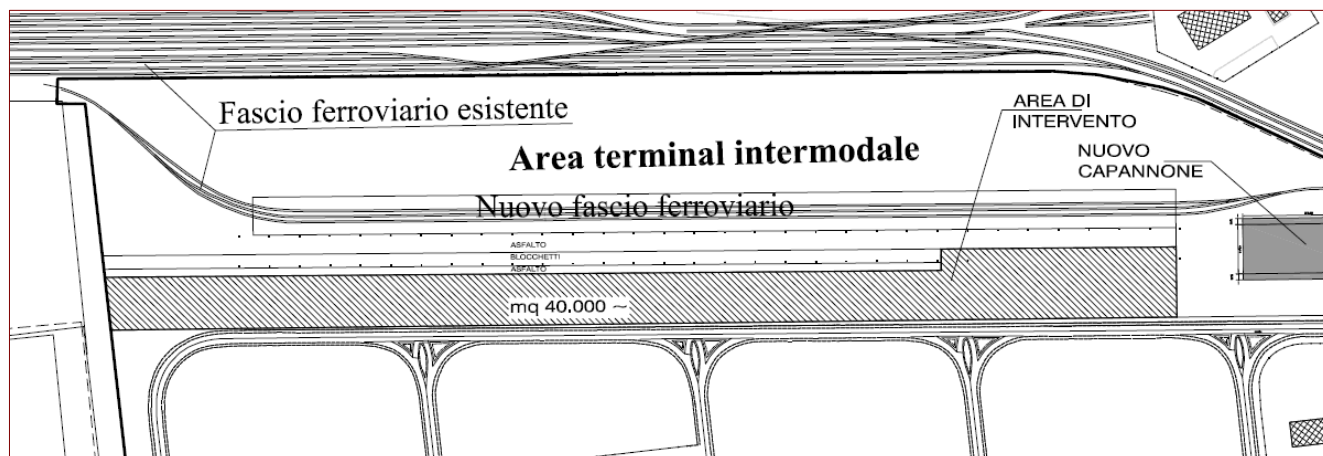 Fascio ferroviario esistente
AREA DI
INTERVENTO
Area terminal intermodale
NUOVO
CAPANNONE
Nuovo fascio ferroviario
ASFALTO
BLOCCHETTI
ASFALTO
mq 40.000 ~